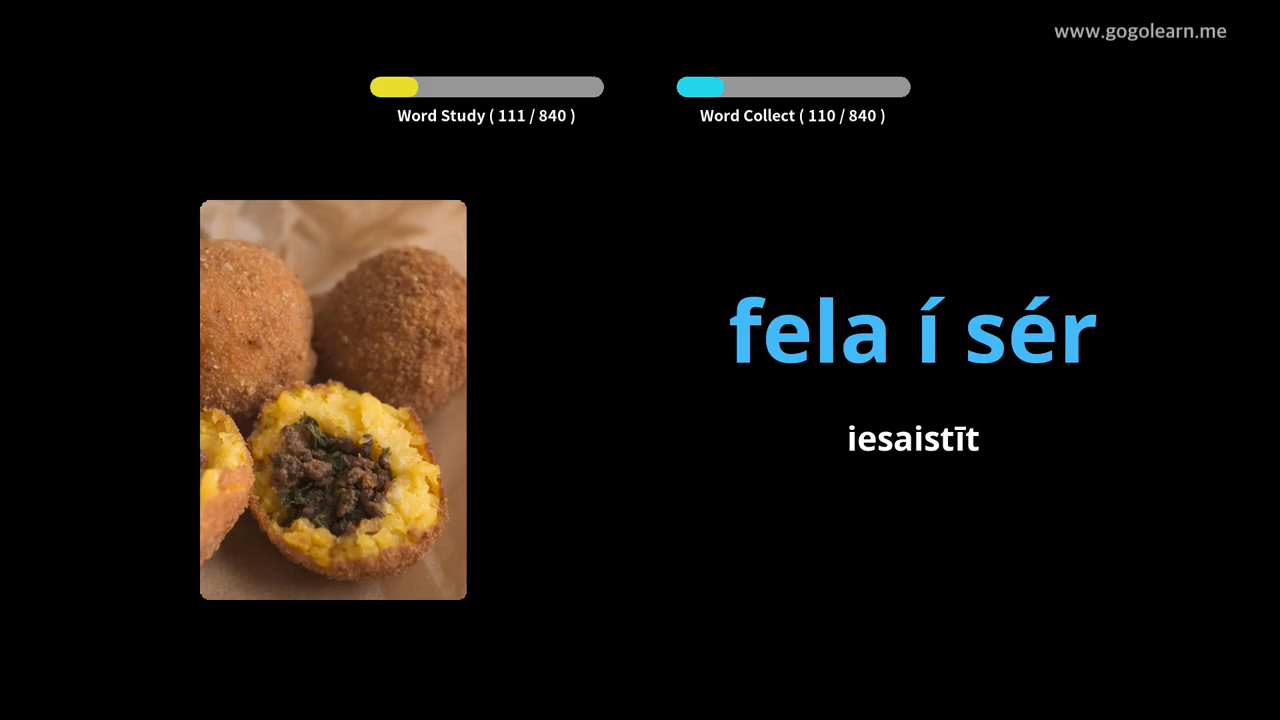 www.gogolearn.me
Word Study ( 111 / 840 )
Word Collect ( 110 / 840 )
fela í sér
iesaistīt